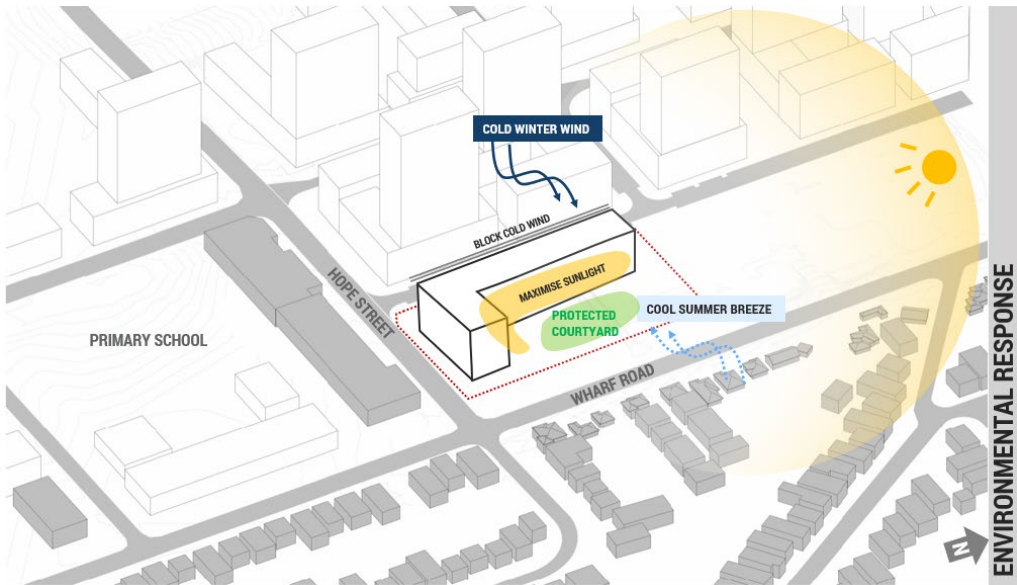 COLD WINTER WIND
BLOCK COLD WIND
HOPE STREET
MAXIMISE SUNLIGHT
PROTECTED
COURTYARD
COOL SUMMER BREEZE
PRIMARY SCHOOL
WHARF ROAD
ENVIRONMENTAL RESPONSE
N